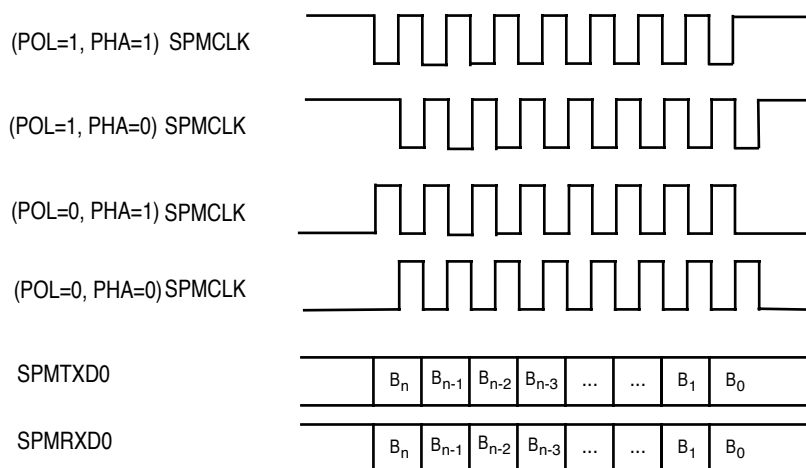 (POL=1, PHA=1) SPMCLK
(POL=1, PHA=0) SPMCLK
(POL=0, PHA=1) SPMCLK
(POL=0, PHA=0) SPMCLK
SPMTXD0 Bn Bn-1 Bn-2 Bn-3 ... ... B1 B0
SPMRXD0 Bn Bn-1 Bn-2 Bn-3 ... ... B1 B0